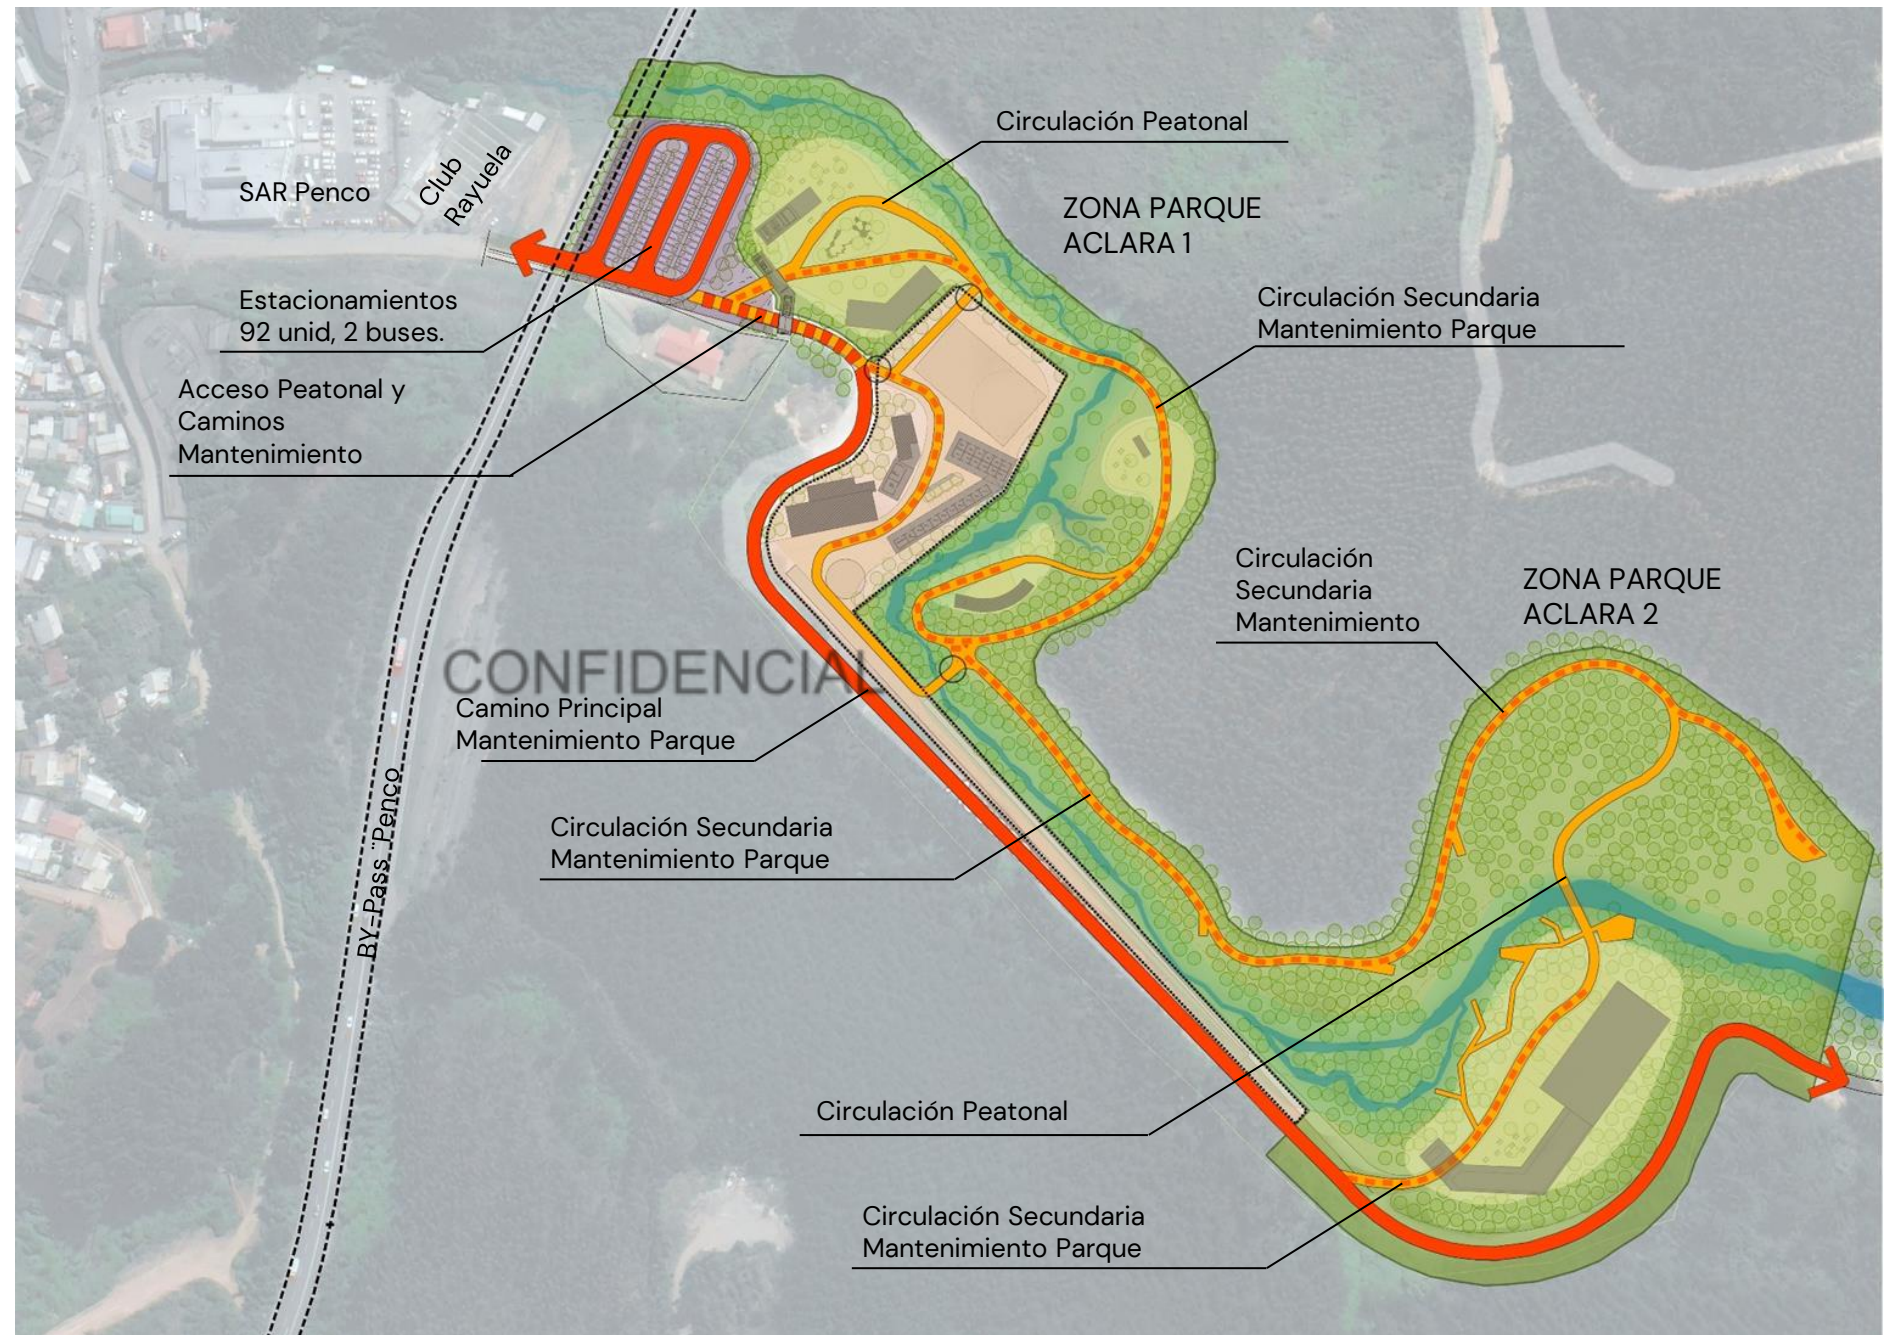 Circulación Peatonal
SAR Penco
Club
Rayuela
ZONA PARQUE
ACLARA 1
Estacionamientos
92 unid, 2 buses.
Circulación Secundaria
Mantenimiento Parque
Acceso Peatonal y
Caminos
Mantenimiento
Circulación
Secundaria
Mantenimiento
ZONA PARQUE
ACLARA 2
CONFIDENCIAL
Camino Principal
Mantenimiento Parque
BY-Pass ¨Penco
Circulación Secundaria
Mantenimiento Parque
Circulación Peatonal
Circulación Secundaria
Mantenimiento Parque